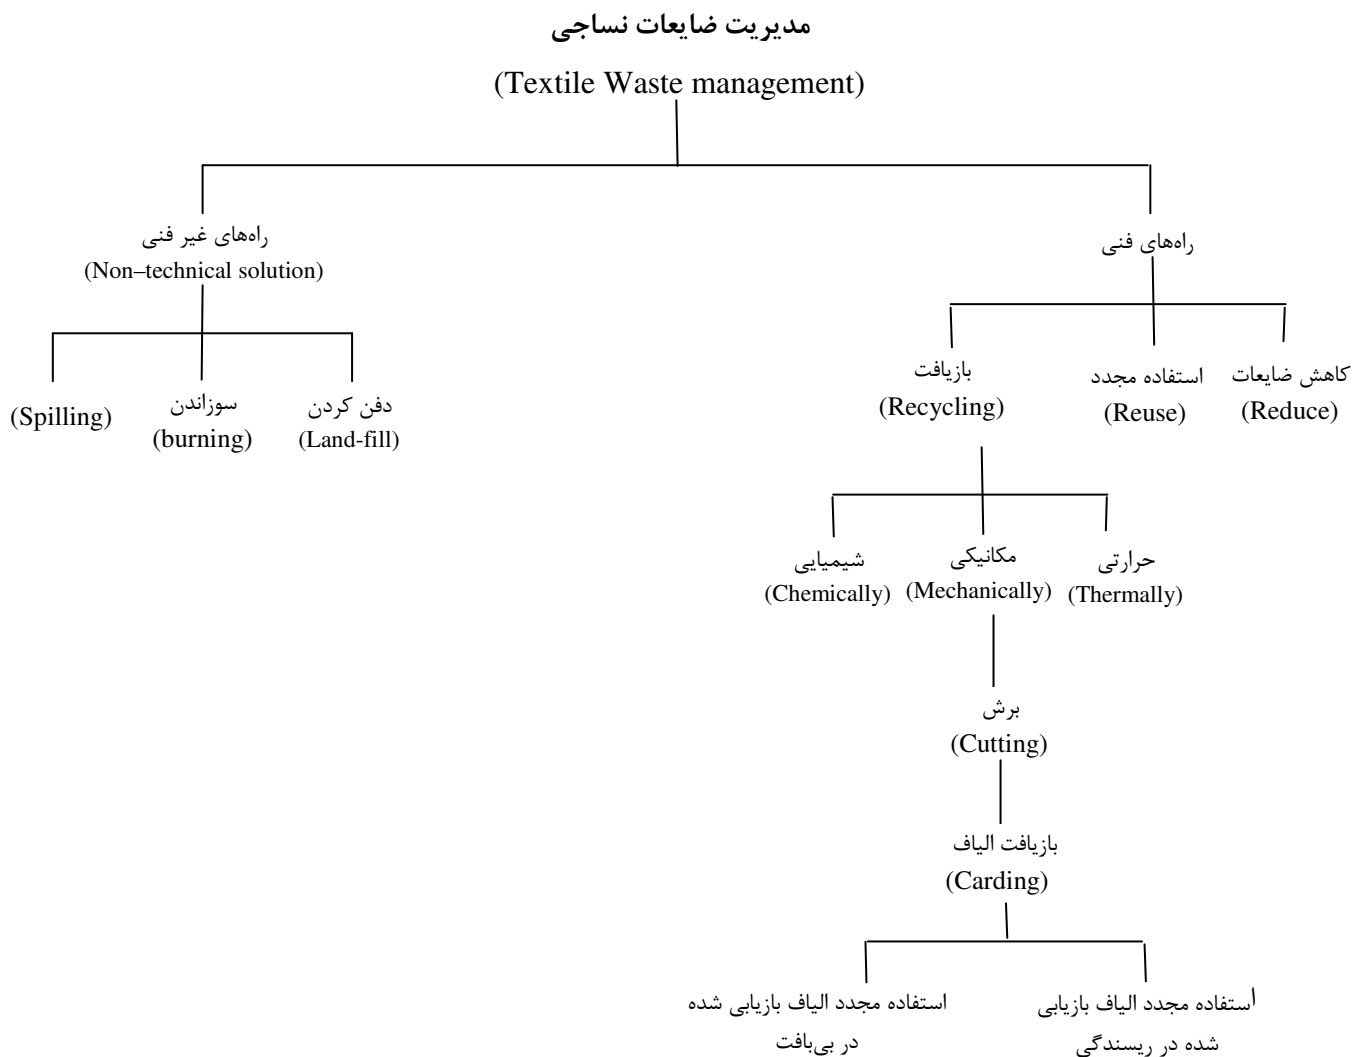 مدیریت ضایعات نساجی
(Textile Waste management)
راه‌های فنی
راه‌های غیر فنی
(Non–technical solution)
کاهش ضایعات
(Reduce)
استفاده مجدد
(Reuse)
بازیافت
(Recycling)
دفن کردن
(Land-fill)
سوزاندن
(burning)
(Spilling)
حرارتی
(Thermally)
مکانیکی
(Mechanically)
شیمیایی
(Chemically)
برش
(Cutting)
بازیافت الیاف
(Carding)
أستفاده مجدد الیاف بازیابی
شده در ریسندگی
استفاده مجدد الیاف بازیابی شده
در بی‌بافت